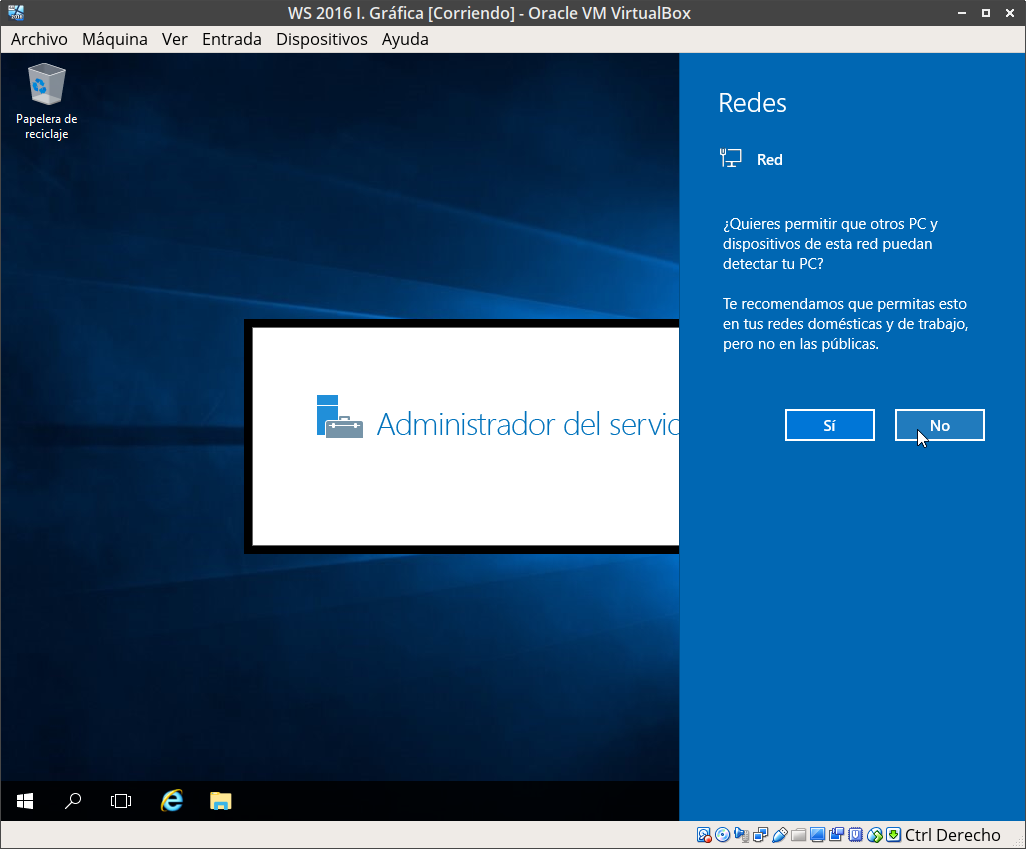 WS 2016 I. Gráfica [Corriendo] - Oracle VM VirtualBox
Archivo Máquina Ver Entrada Dispositivos Ayuda
Papelera de
reciclaje
Administrador del servic
Redes
Red
¿Quieres permitir que otros PC y
dispositivos de esta red puedan
detectar tu PC?
Te recomendamos que permitas esto
en tus redes domésticas y de trabajo,
pero no en las públicas.
Sí No
Ctrl Derecho